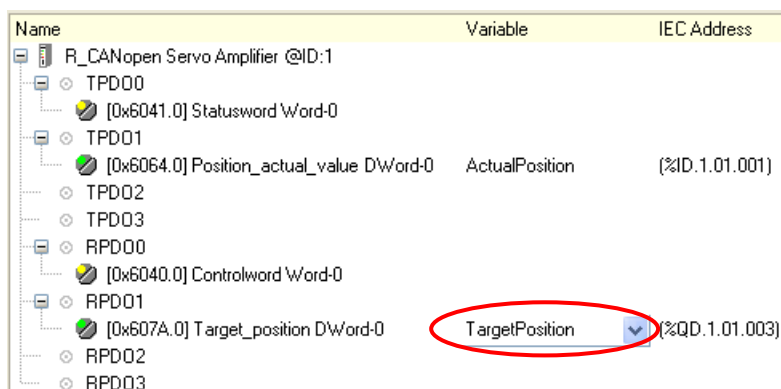 Name Variable IEC Address
R_CANopen Servo Amplifier @ID:1
TPDO0
[0x6041.0] Statusword Word-0
TPDO1
[0x6064.0] Position_actual_value DWord-0 ActualPosition (%ID.1.01.001)
TPDO2
TPDO3
RPDO0
[0x6040.0] Controlword Word-0
RPDO1
[0x607A.0] Target_position DWord-0 TargetPosition (%QD.1.01.003)
RPDO2
RPDO3